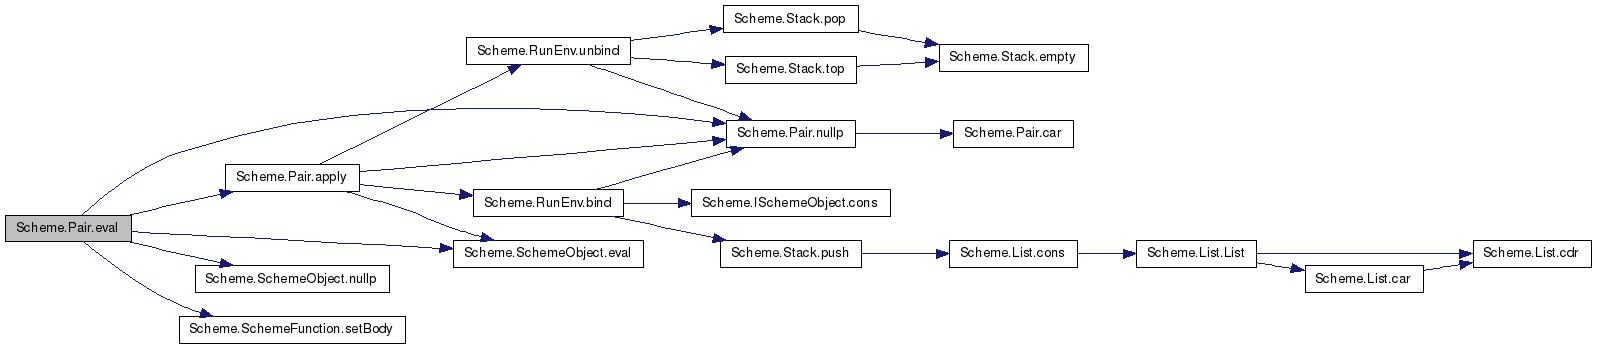 Scheme.Stack.pop
Scheme.RunEnv.unbind
Scheme.Stack.empty
Scheme.Stack.top
Scheme.Pair.nullp
Scheme.Pair.car
Scheme.Pair.apply
Scheme.RunEnv.bind
Scheme.ISchemeObject.cons
Scheme.Pair.eval
Scheme.SchemeObject.eval
Scheme.Stack.push
Scheme.List.cons
Scheme.List.List
Scheme.List.cdr
Scheme.SchemeObject.nullp
Scheme.List.car
Scheme.SchemeFunction.setBody